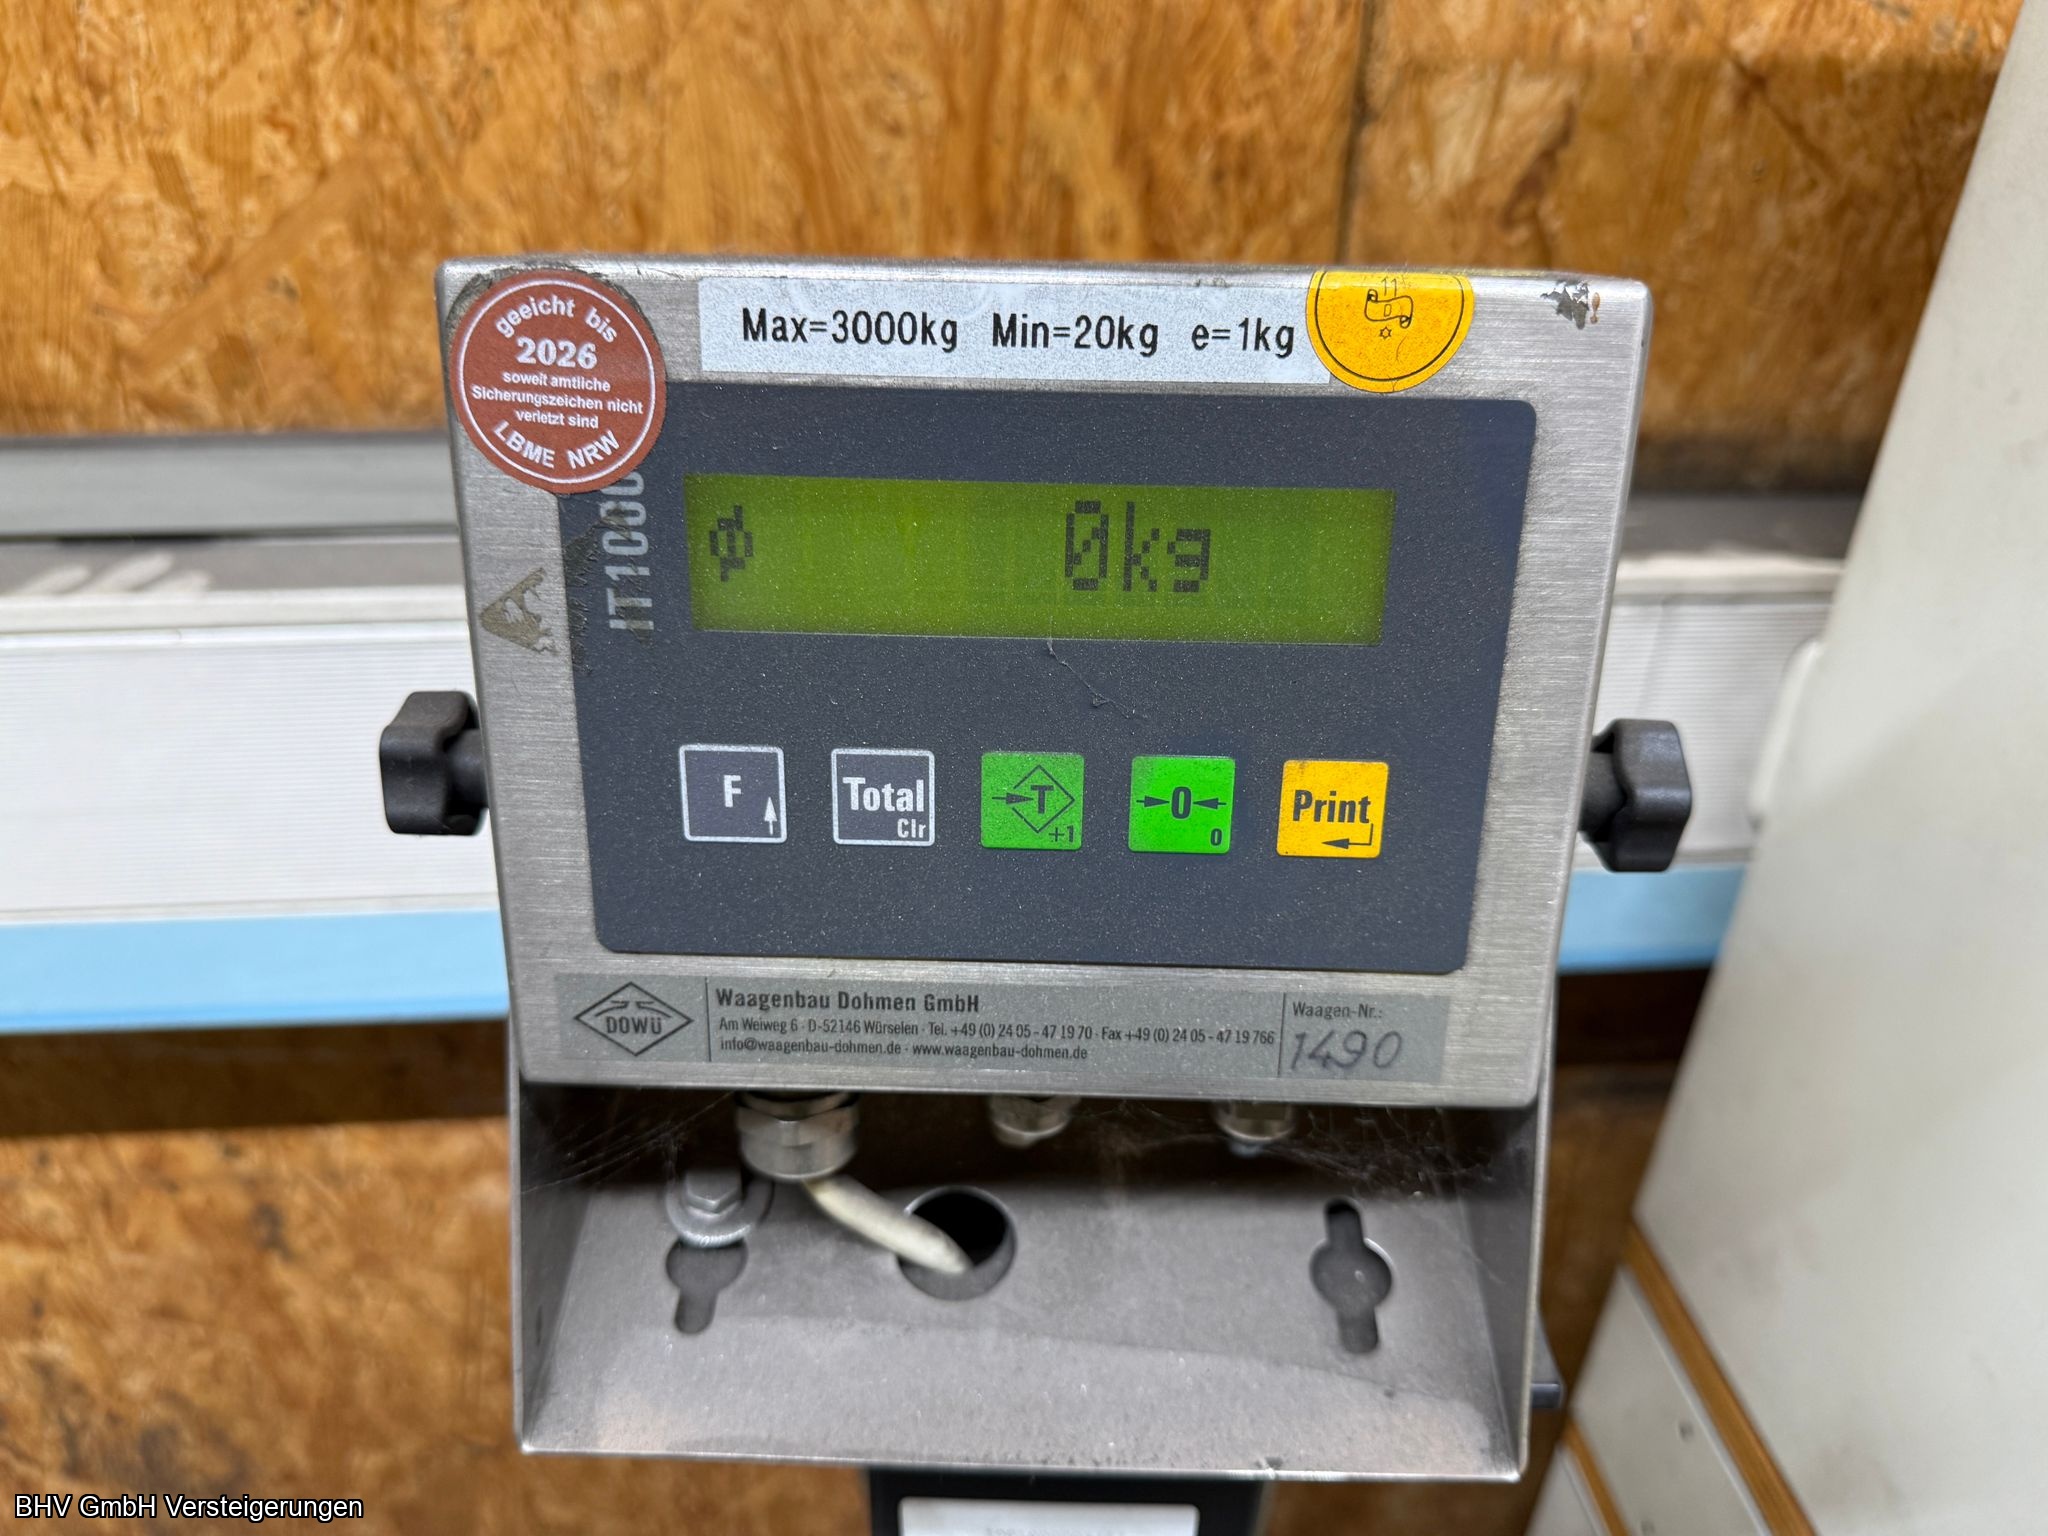 geeicht bis
2026
soweit amtliche
Sicherungszeichen nicht
verletzt sind
LBME NRW
Max=3000kg Min=20kg e=1kg
11
D
IT1000
0kg
F
Total
Clr
T
+1
0
0
Print
DOWÜ
Waagenbau Dohmen GmbH
Am Weiweg 6 · D-52146 Würselen · Tel. +49 (0) 24 05 - 47 19 70 · Fax +49 (0) 24 05 - 47 19 766
info@waagenbau-dohmen.de · www.waagenbau-dohmen.de
Waagen-Nr.:
1490
BHV GmbH Versteigerungen